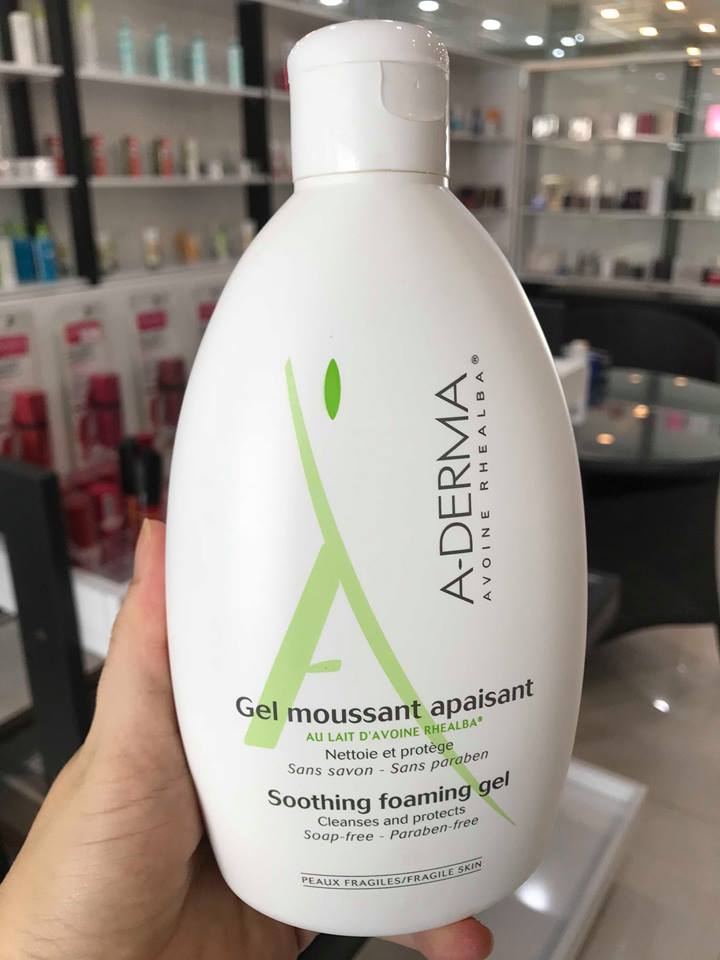 A-DERMA
AVOINE RHEALBA®
Gel moussant apaisant
AU LAIT D'AVOINE RHEALBA®
Nettoie et protège
Sans savon - Sans paraben
Soothing foaming gel
Cleanses and protects
Soap-free - Paraben-free
PEAUX FRAGILES/FRAGILE SKIN